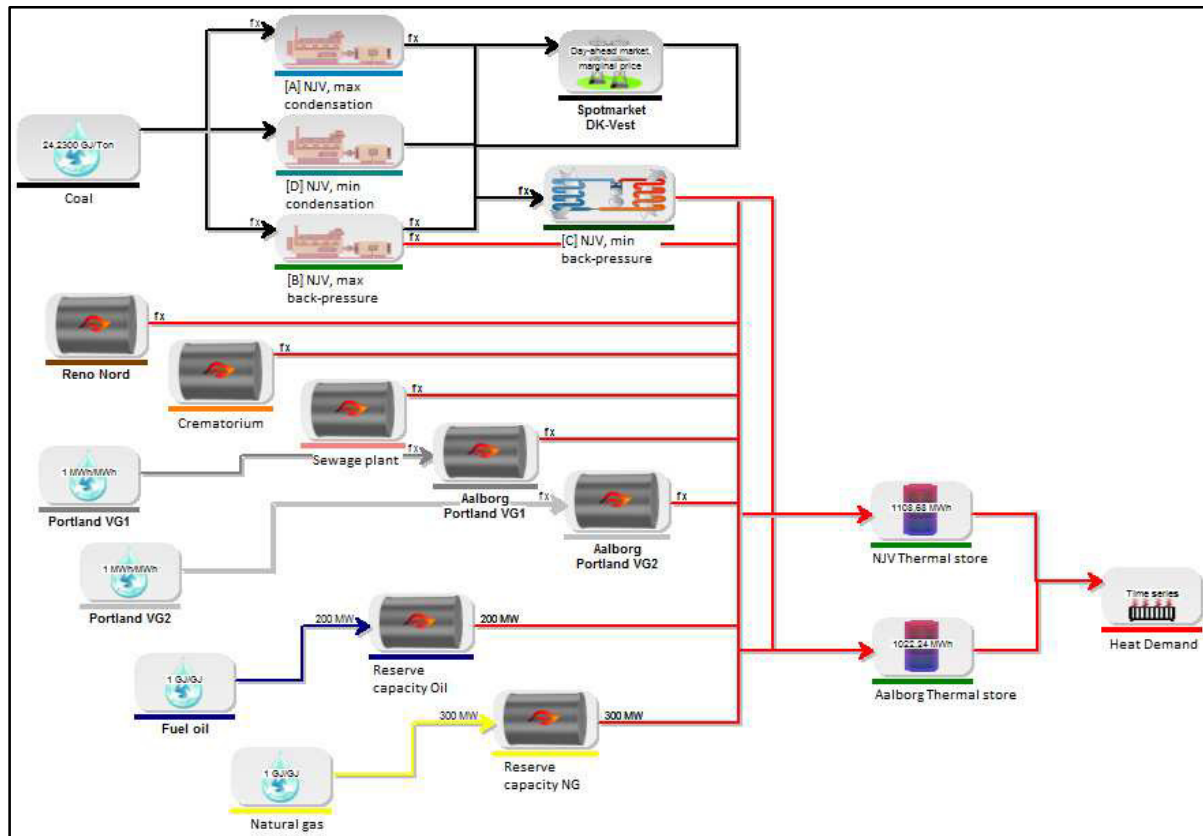 fx
fx
Day-ahead market,
marginal price
[A] NJV, max
condensation
Spotmarket
DK-Vest
24,2300 GJ/Ton
Coal
[D] NJV, min
condensation
fx
fx
fx
fx
[C] NJV, min
back-pressure
[B] NJV, max
back-pressure
fx
Reno Nord
fx
Crematorium
fx
Sewage plant
fx
fx
1 MWh/MWh
Portland VG1
Aalborg
Portland VG1
fx
fx
Aalborg
Portland VG2
1 MWh/MWh
Portland VG2
1108,68 MWh
NJV Thermal store
Time series
Heat Demand
200 MW
200 MW
1022,24 MWh
Aalborg Thermal store
Reserve
capacity Oil
1 GJ/GJ
Fuel oil
300 MW
300 MW
Reserve
capacity NG
1 GJ/GJ
Natural gas